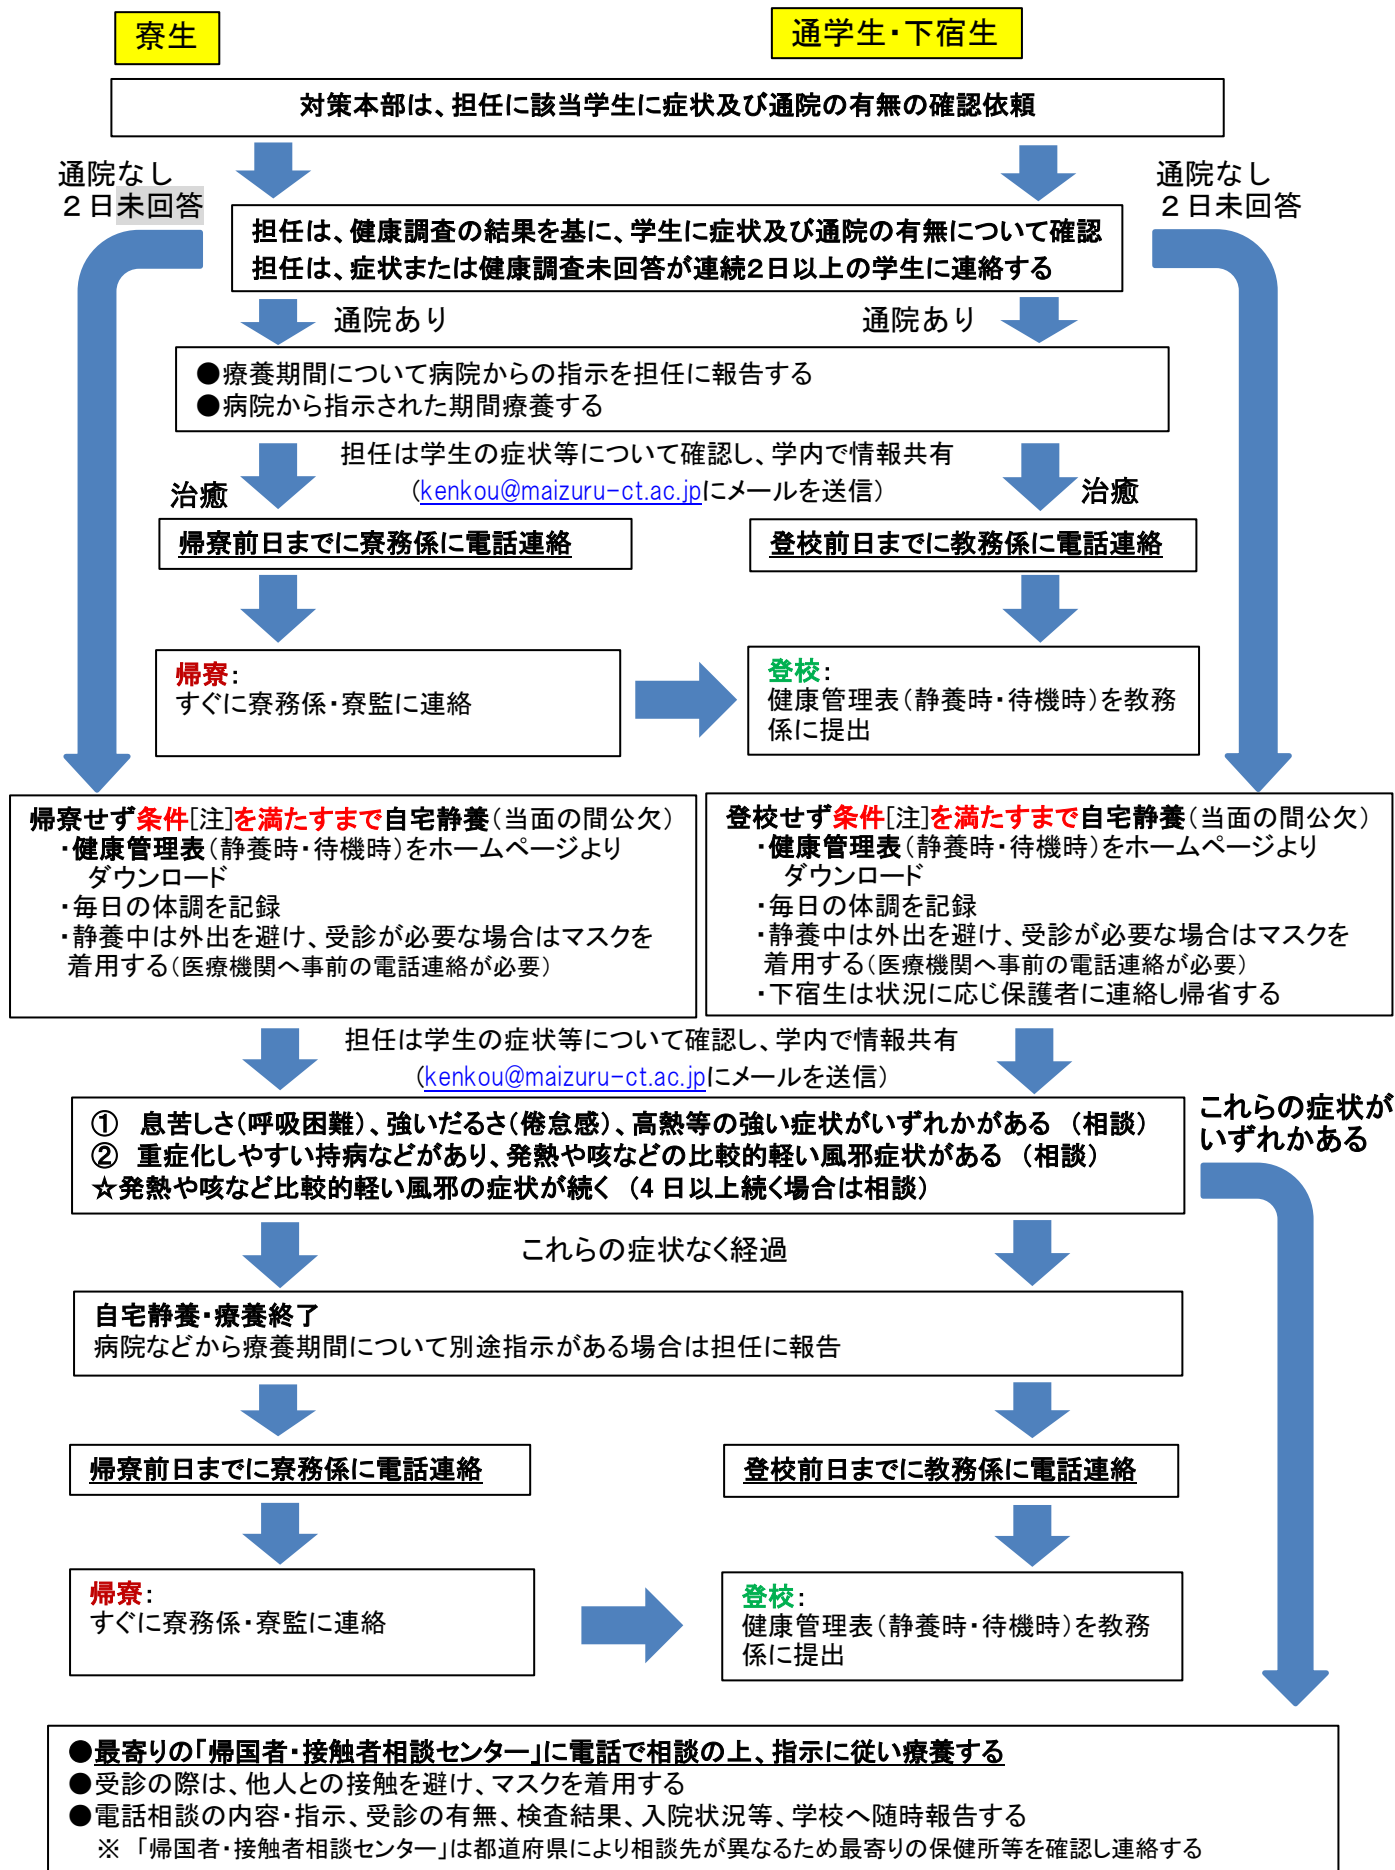 寮生
通学生・下宿生
対策本部は、担任に該当学生に症状及び通院の有無の確認依頼
通院なし
２日未回答
通院なし
２日未回答
担任は、健康調査の結果を基に、学生に症状及び通院の有無について確認
担任は、症状または健康調査未回答が連続2日以上の学生に連絡する
通院あり
通院あり
●療養期間について病院からの指示を担任に報告する
●病院から指示された期間療養する
担任は学生の症状等について確認し、学内で情報共有
(kenkou@maizuru-ct.ac.jpにメールを送信)
治癒
治癒
帰寮前日までに寮務係に電話連絡
登校前日までに教務係に電話連絡
帰寮:
すぐに寮務係・寮監に連絡
登校:
健康管理表(静養時・待機時)を教務
係に提出
帰寮せず条件[注]を満たすまで自宅静養(当面の間公欠)
・健康管理表(静養時・待機時)をホームページより
ダウンロード
・毎日の体調を記録
・静養中は外出を避け、受診が必要な場合はマスクを
着用する(医療機関へ事前の電話連絡が必要)
登校せず条件[注]を満たすまで自宅静養(当面の間公欠)
・健康管理表(静養時・待機時)をホームページより
ダウンロード
・毎日の体調を記録
・静養中は外出を避け、受診が必要な場合はマスクを
着用する(医療機関へ事前の電話連絡が必要)
・下宿生は状況に応じ保護者に連絡し帰省する
担任は学生の症状等について確認し、学内で情報共有
(kenkou@maizuru-ct.ac.jpにメールを送信)
① 息苦しさ(呼吸困難)、強いだるさ(倦怠感)、高熱等の強い症状がいずれかがある (相談)
② 重症化しやすい持病などがあり、発熱や咳などの比較的軽い風邪症状がある (相談)
☆発熱や咳など比較的軽い風邪の症状が続く (4 日以上続く場合は相談)
これらの症状が
いずれかある
これらの症状なく経過
自宅静養・療養終了
病院などから療養期間について別途指示がある場合は担任に報告
帰寮前日までに寮務係に電話連絡
登校前日までに教務係に電話連絡
帰寮:
すぐに寮務係・寮監に連絡
登校:
健康管理表(静養時・待機時)を教務
係に提出
●最寄りの「帰国者・接触者相談センター」に電話で相談の上、指示に従い療養する
●受診の際は、他人との接触を避け、マスクを着用する
●電話相談の内容・指示、受診の有無、検査結果、入院状況等、学校へ随時報告する
※ 「帰国者・接触者相談センター」は都道府県により相談先が異なるため最寄りの保健所等を確認し連絡する